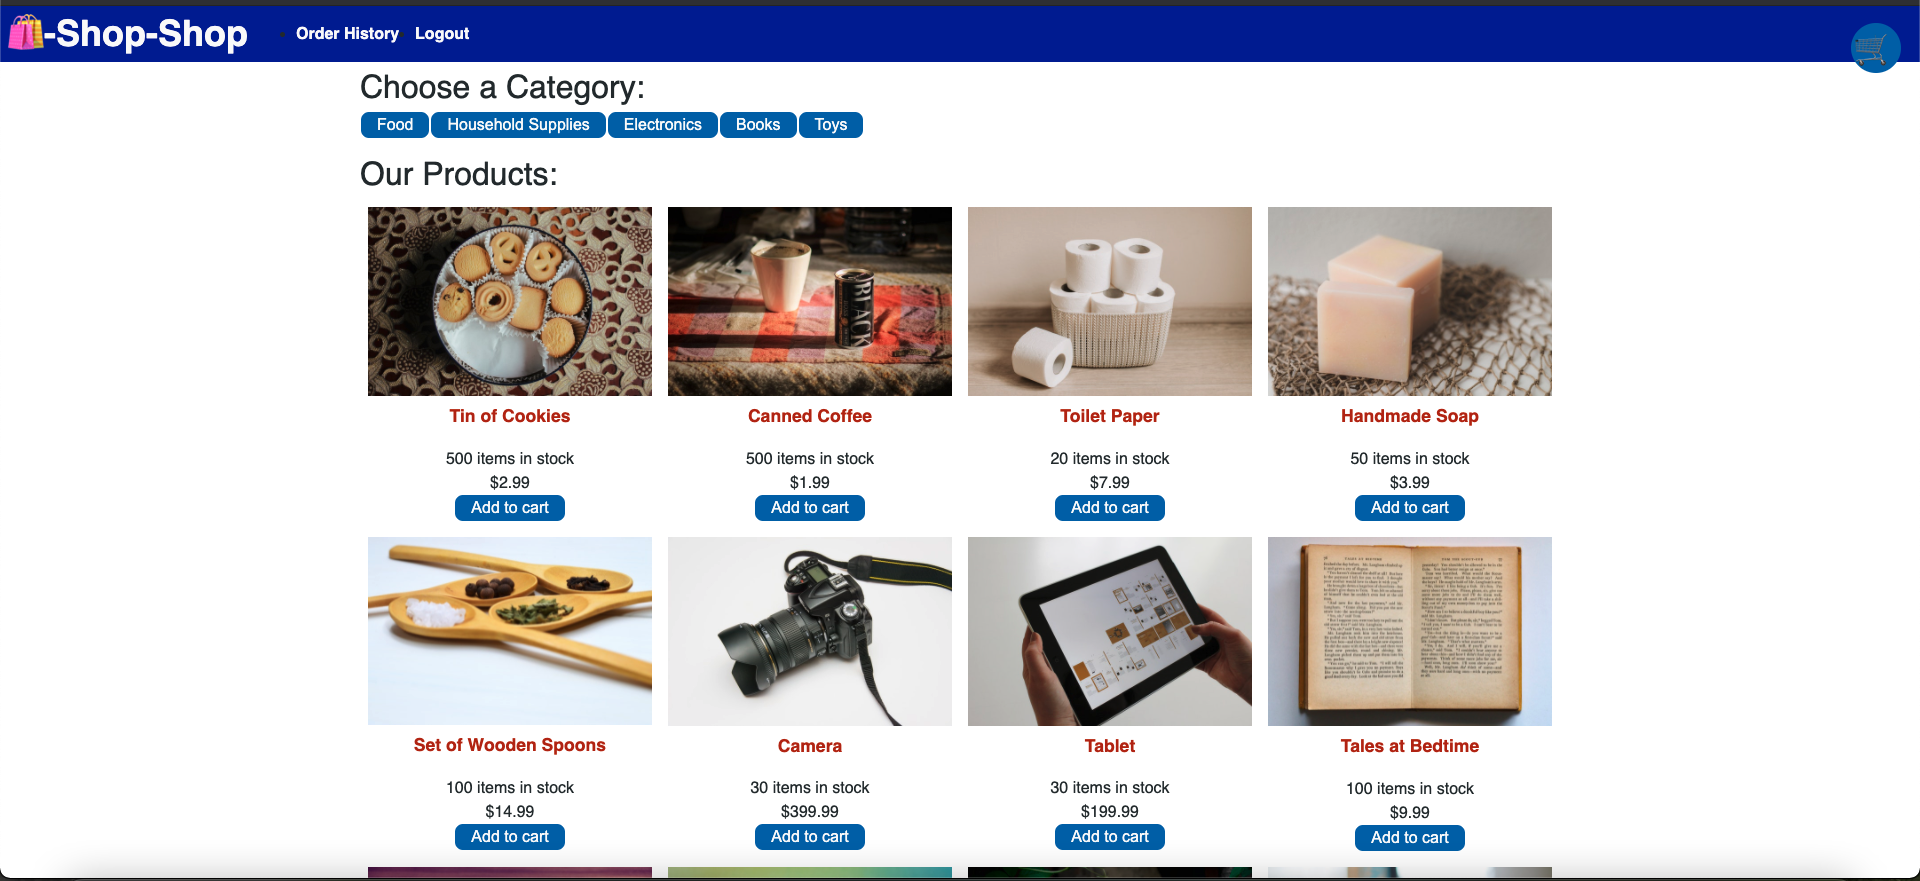 -Shop-Shop
Order History
Logout
Choose a Category:
Food
Household Supplies
Electronics
Books
Toys
Our Products:
BLACK
Tin of Cookies
500 items in stock
$2.99
Add to cart
Canned Coffee
500 items in stock
$1.99
Add to cart
Toilet Paper
20 items in stock
$7.99
Add to cart
Handmade Soap
50 items in stock
$3.99
Add to cart
Set of Wooden Spoons
100 items in stock
$14.99
Add to cart
Camera
30 items in stock
$399.99
Add to cart
Tablet
30 items in stock
$199.99
Add to cart
TALES AT BEDTIME
Tales at Bedtime
100 items in stock
$9.99
Add to cart